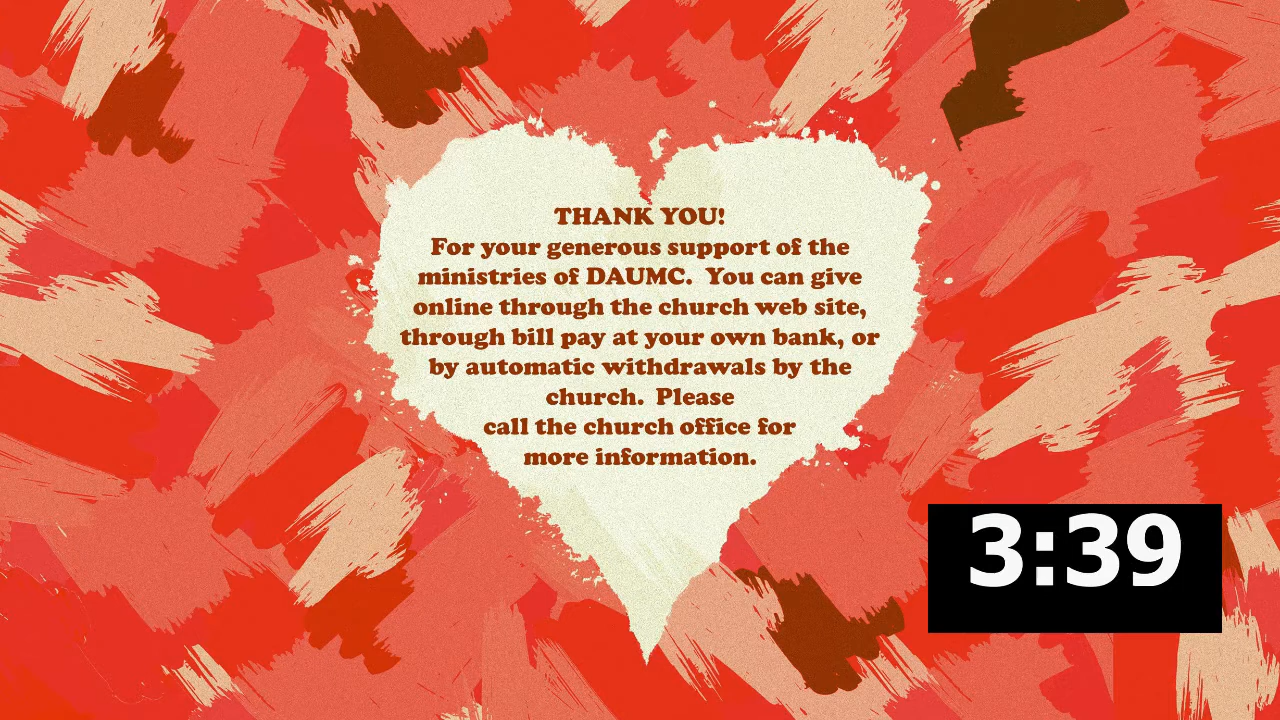 THANK YOU!
For your generous support of the
ministries of DAUMC.  You can give
online through the church web site,
through bill pay at your own bank, or
by automatic withdrawals by the
church.  Please
call the church office for
more information.
3:39